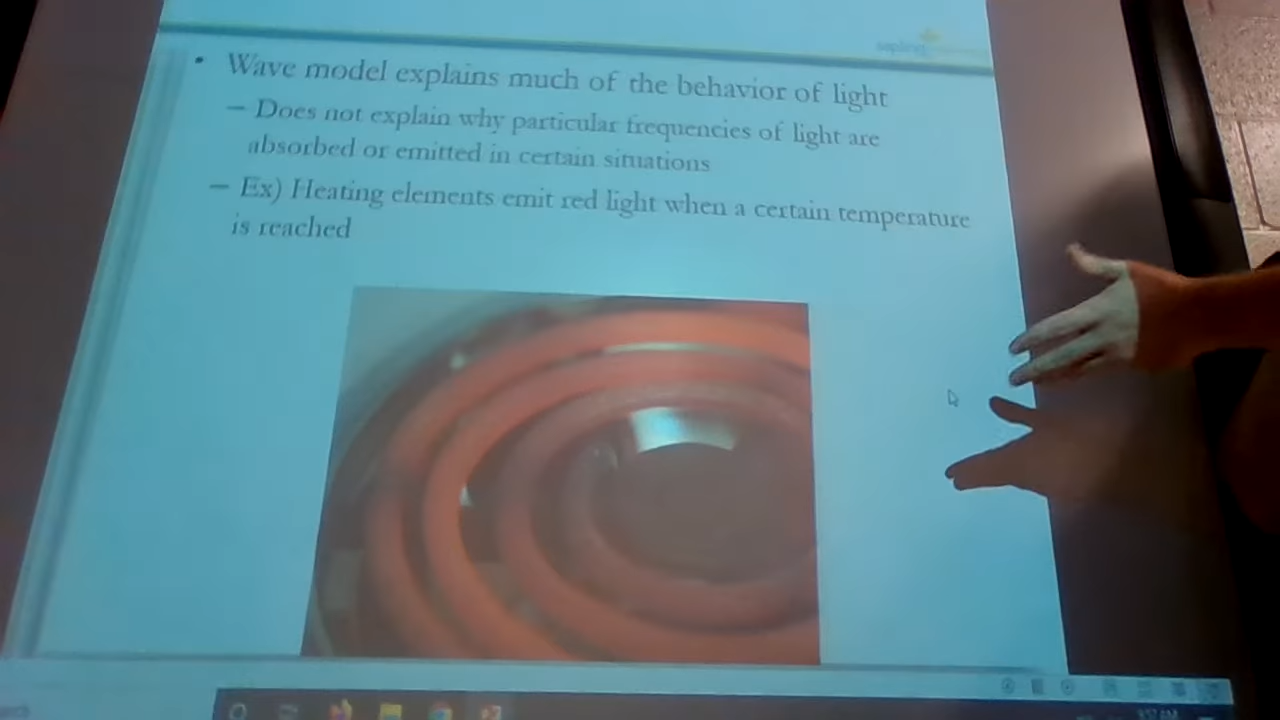 sapling
• Wave model explains much of the behavior of light
– Does not explain why particular frequencies of light are
absorbed or emitted in certain situations
– Ex) Heating elements emit red light when a certain temperature
is reached